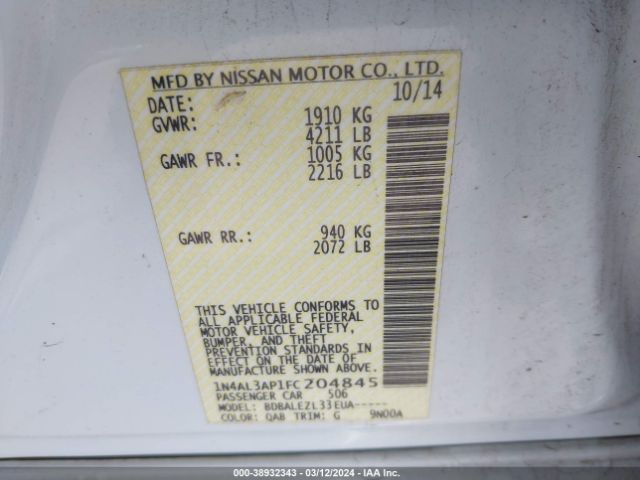 MFD BY NISSAN MOTOR CO., LTD.
DATE: 10/14
GVWR: 1910 KG
4211 LB
GAWR FR.: 1005 KG
2216 LB
GAWR RR.: 940 KG
2072 LB
THIS VEHICLE CONFORMS TO
ALL APPLICABLE FEDERAL
MOTOR VEHICLE SAFETY,
BUMPER, AND THEFT
PREVENTION STANDARDS IN
EFFECT ON THE DATE OF
MANUFACTURE SHOWN ABOVE.
1N4AL3AP1FC204845
PASSENGER CAR 506
MODEL: BDBALEZL33EUA-----
COLOR: QAB TRIM: G 9N00A
000-38932343 - 03/12/2024 - IAA Inc.